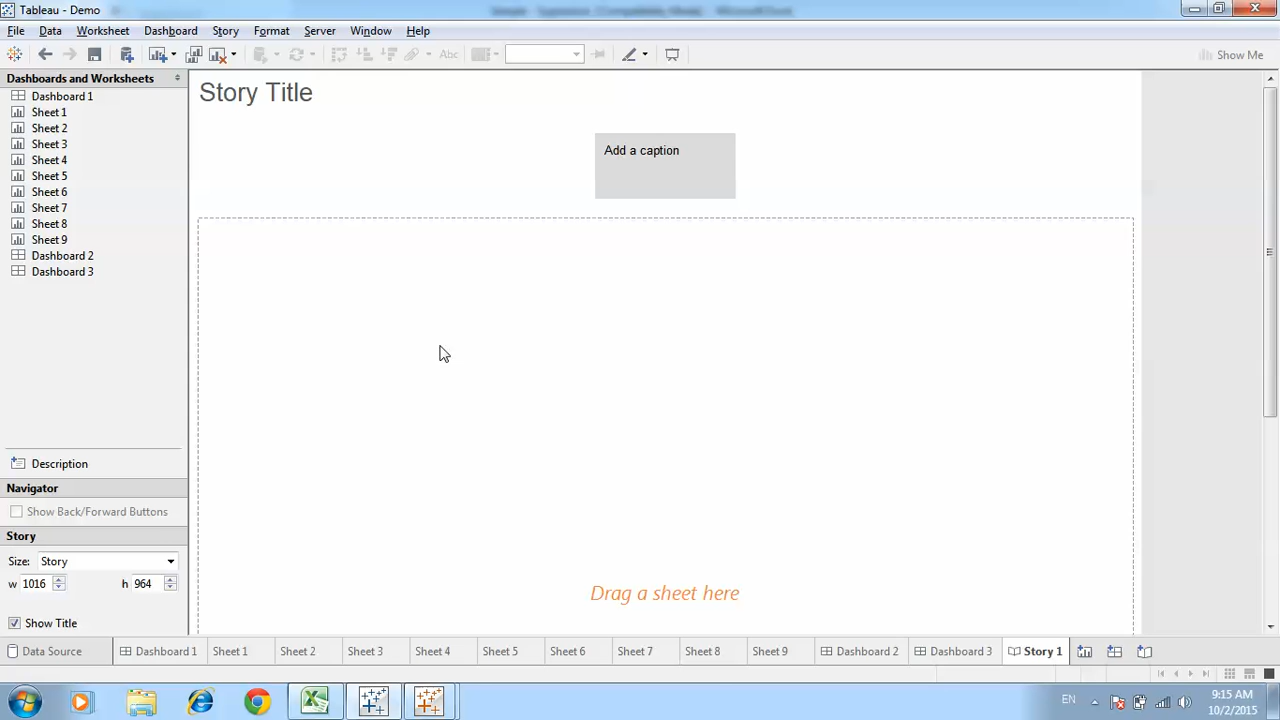 Tableau - Demo
File Data Worksheet Dashboard Story Format Server Window Help
Abc
Show Me
Dashboards and Worksheets
Dashboard 1
Sheet 1
Sheet 2
Sheet 3
Sheet 4
Sheet 5
Sheet 6
Sheet 7
Sheet 8
Sheet 9
Dashboard 2
Dashboard 3
Story Title
Add a caption
Drag a sheet here
Description
Navigator
Show Back/Forward Buttons
Story
Size: Story
w 1016 h 964
Show Title
Data Source Dashboard 1 Sheet 1 Sheet 2 Sheet 3 Sheet 4 Sheet 5 Sheet 6 Sheet 7 Sheet 8 Sheet 9 Dashboard 2 Dashboard 3 Story 1
EN
9:15 AM
10/2/2015